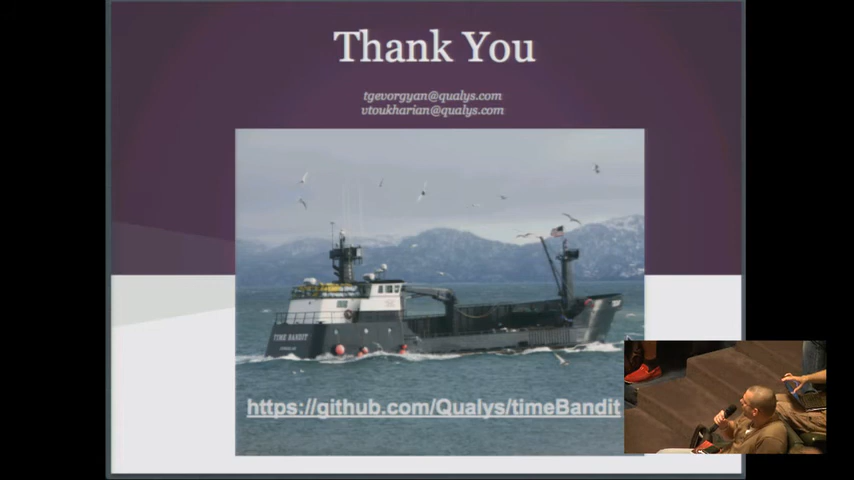 Thank You
tgevorgyan@qualys.com
vtoukharian@qualys.com
TIME BANDIT
https://github.com/Qualys/timeBandit